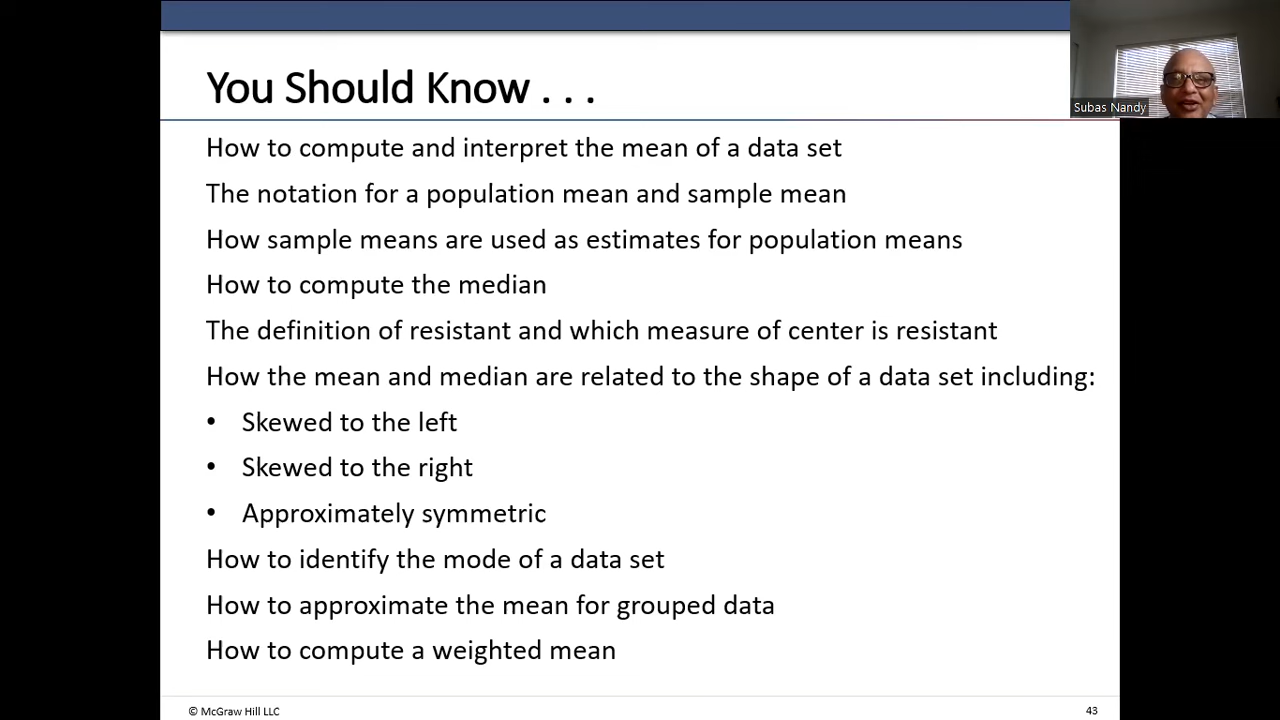 You Should Know . . .
Subas Nandy
How to compute and interpret the mean of a data set
The notation for a population mean and sample mean
How sample means are used as estimates for population means
How to compute the median
The definition of resistant and which measure of center is resistant
How the mean and median are related to the shape of a data set including:
• Skewed to the left
• Skewed to the right
• Approximately symmetric
How to identify the mode of a data set
How to approximate the mean for grouped data
How to compute a weighted mean
© McGraw Hill LLC
43